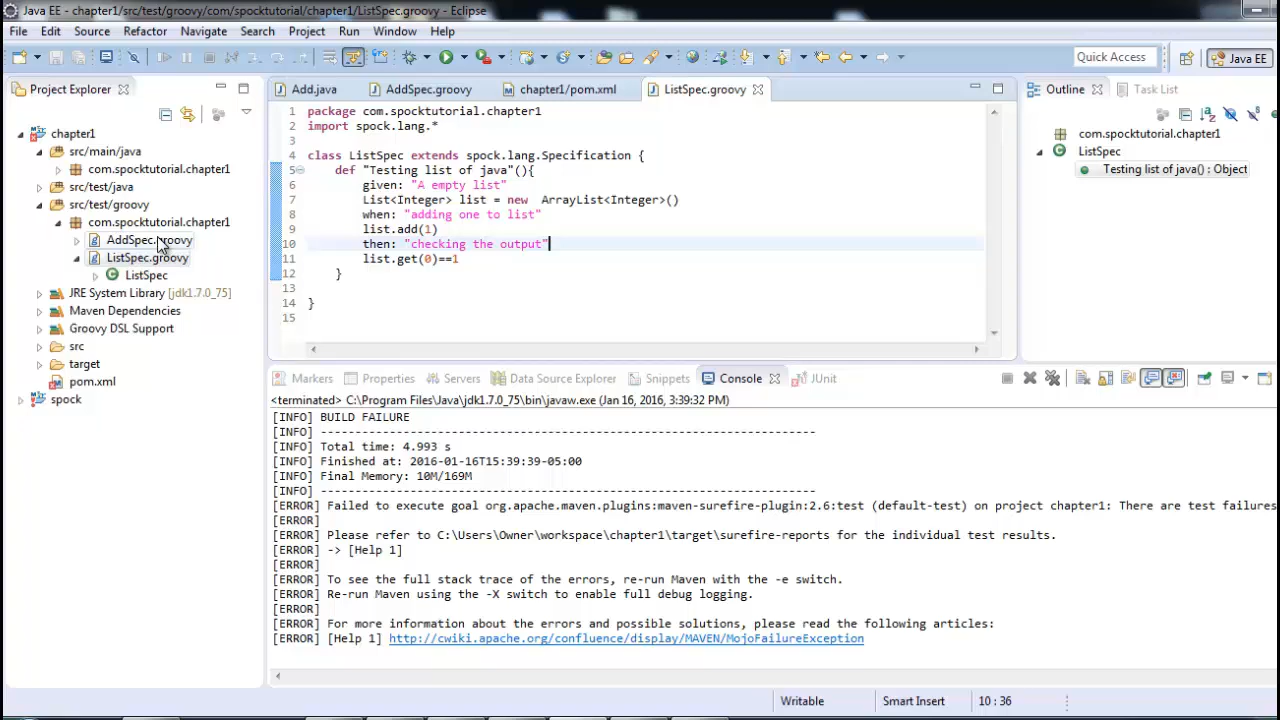 Java EE - chapter1/src/test/groovy/com/spocktutorial/chapter1/ListSpec.groovy - Eclipse
File Edit Source Refactor Navigate Search Project Run Window Help
Quick Access Java EE
Project Explorer
chapter1
src/main/java
com.spocktutorial.chapter1
src/test/java
src/test/groovy
com.spocktutorial.chapter1
AddSpec.groovy
ListSpec.groovy
ListSpec
JRE System Library [jdk1.7.0_75]
Maven Dependencies
Groovy DSL Support
src
target
pom.xml
spock
Add.java AddSpec.groovy chapter1/pom.xml ListSpec.groovy
1 package com.spocktutorial.chapter1
2 import spock.lang.*
3
4 class ListSpec extends spock.lang.Specification {
5 def "Testing list of java"(){
6 given: "A empty list"
7 List<Integer> list = new ArrayList<Integer>()
8 when: "adding one to list"
9 list.add(1)
10 then: "checking the output"
11 list.get(0)==1
12 }
13
14 }
15
Outline Task List
com.spocktutorial.chapter1
ListSpec
Testing list of java() : Object
Markers Properties Servers Data Source Explorer Snippets Console JUnit
<terminated> C:\Program Files\Java\jdk1.7.0_75\bin\javaw.exe (Jan 16, 2016, 3:39:32 PM)
[INFO] BUILD FAILURE
[INFO] ------------------------------------------------------------------------
[INFO] Total time: 4.993 s
[INFO] Finished at: 2016-01-16T15:39:39-05:00
[INFO] Final Memory: 10M/169M
[INFO] ------------------------------------------------------------------------
[ERROR] Failed to execute goal org.apache.maven.plugins:maven-surefire-plugin:2.6:test (default-test) on project chapter1: There are test failures
[ERROR]
[ERROR] Please refer to C:\Users\Owner\workspace\chapter1\target\surefire-reports for the individual test results.
[ERROR] -> [Help 1]
[ERROR]
[ERROR] To see the full stack trace of the errors, re-run Maven with the -e switch.
[ERROR] Re-run Maven using the -X switch to enable full debug logging.
[ERROR]
[ERROR] For more information about the errors and possible solutions, please read the following articles:
[ERROR] [Help 1] http://cwiki.apache.org/confluence/display/MAVEN/MojoFailureException
Writable Smart Insert 10 : 36